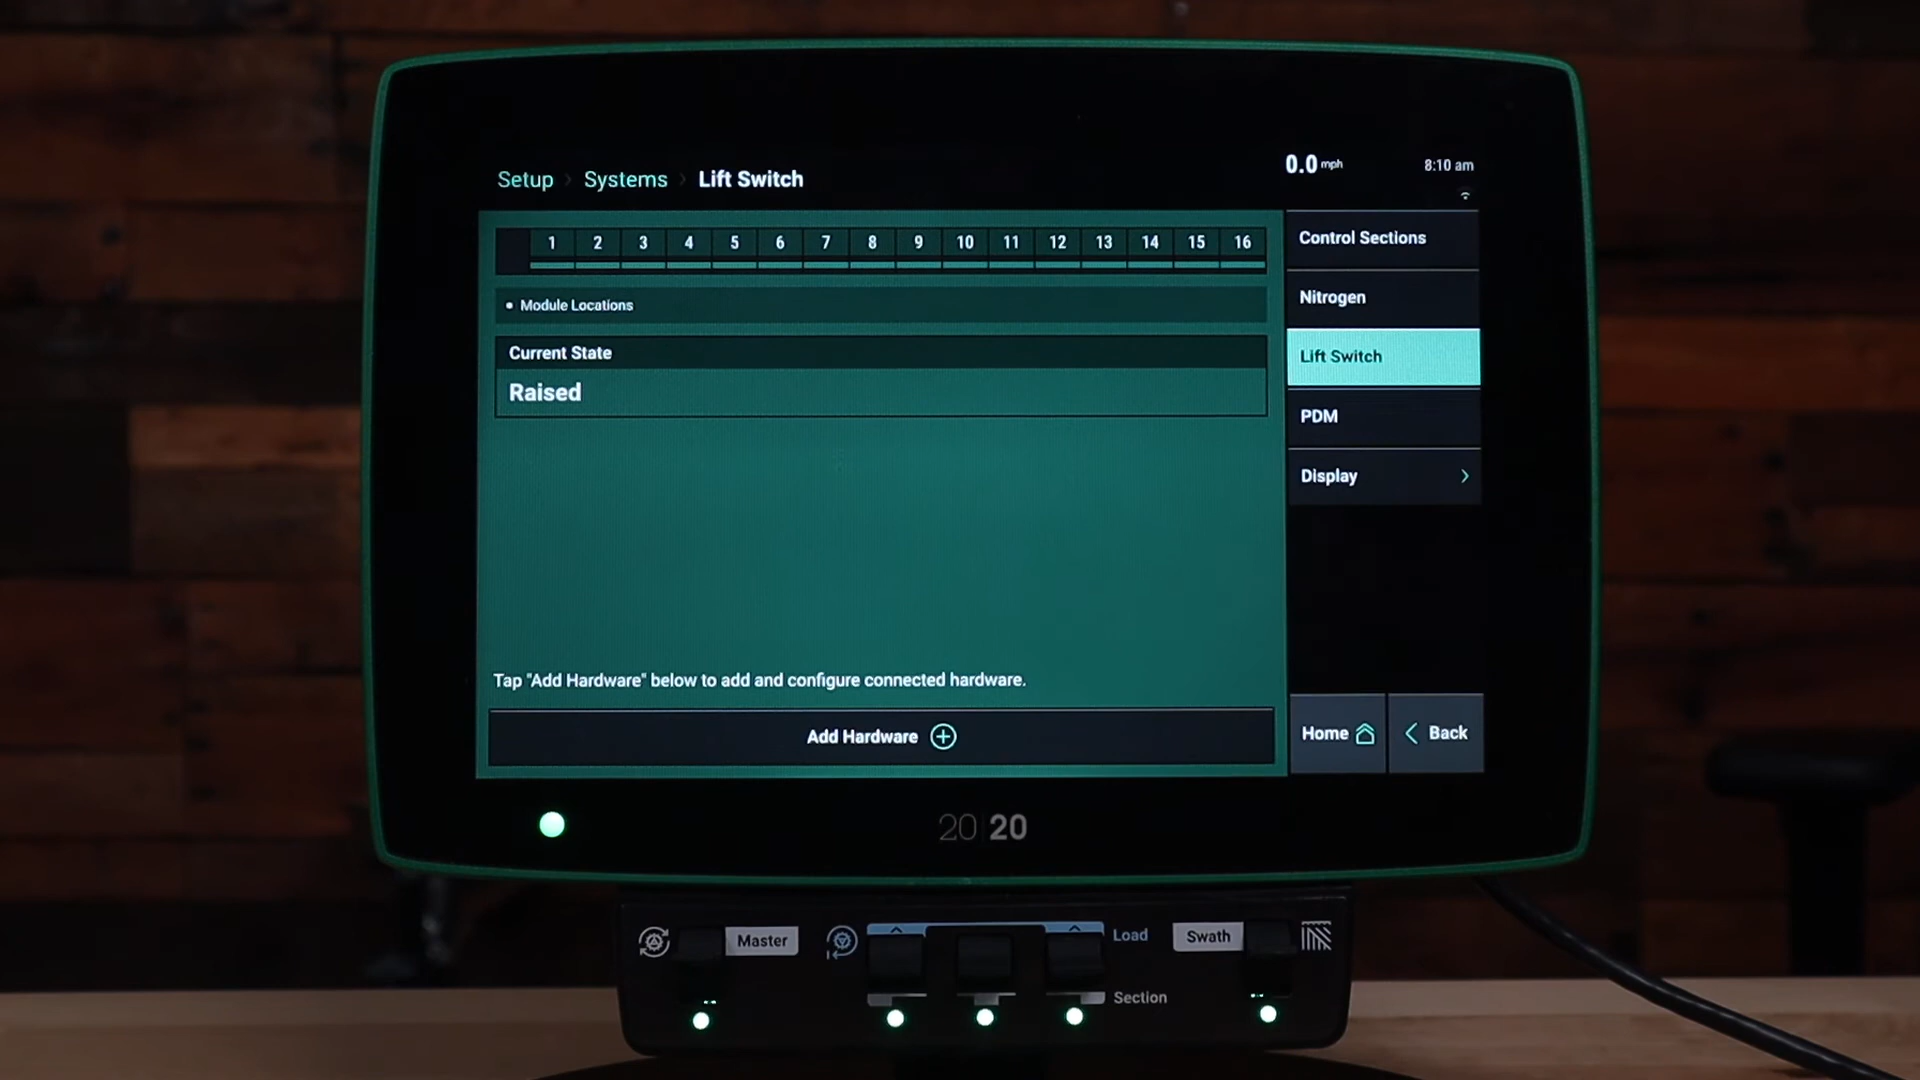 Setup › Systems › Lift Switch
0.0 mph
8:10 am
1 2 3 4 5 6 7 8 9 10 11 12 13 14 15 16
• Module Locations
Current State
Raised
Tap "Add Hardware" below to add and configure connected hardware.
Add Hardware
Control Sections
Nitrogen
Lift Switch
PDM
Display
Home
Back
20|20
Master
Load
Section
Swath